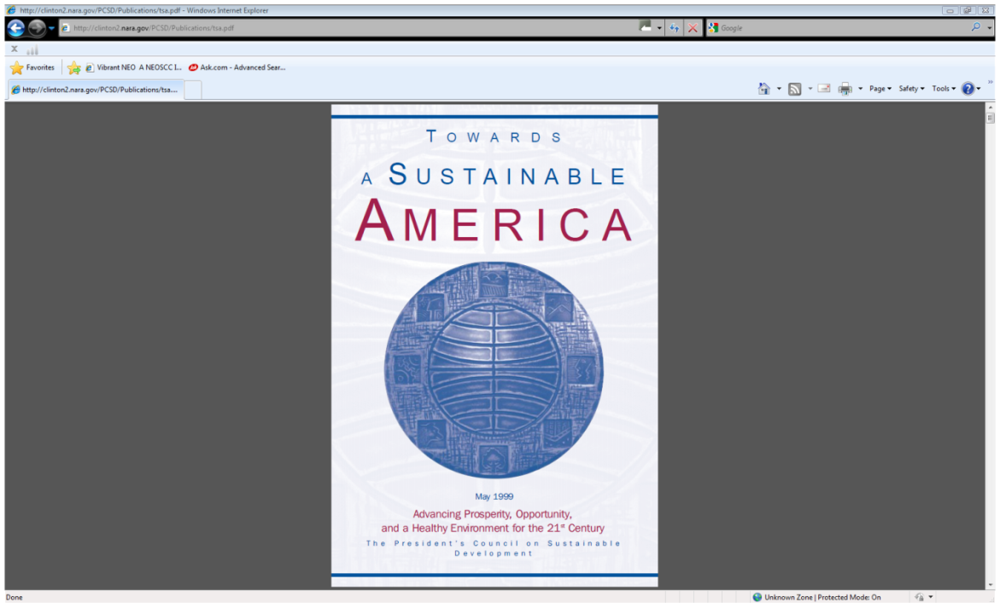 http://clinton2.nara.gov/PCSD/Publications/tsa.pdf - Windows Internet Explorer
http://clinton2.nara.gov/PCSD/Publications/tsa.pdf
Google
X
Favorites
Vibrant NEO A NEOSCC I...
Ask.com - Advanced Sear...
http://clinton2.nara.gov/PCSD/Publications/tsa....
Page
Safety
Tools
TOWARDS
A SUSTAINABLE
AMERICA
May 1999
Advancing Prosperity, Opportunity,
and a Healthy Environment for the 21st Century
The President's Council on Sustainable
Development
Done
Unknown Zone | Protected Mode: On